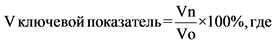 V ключевой показатель = Vn/Vo × 100%, где